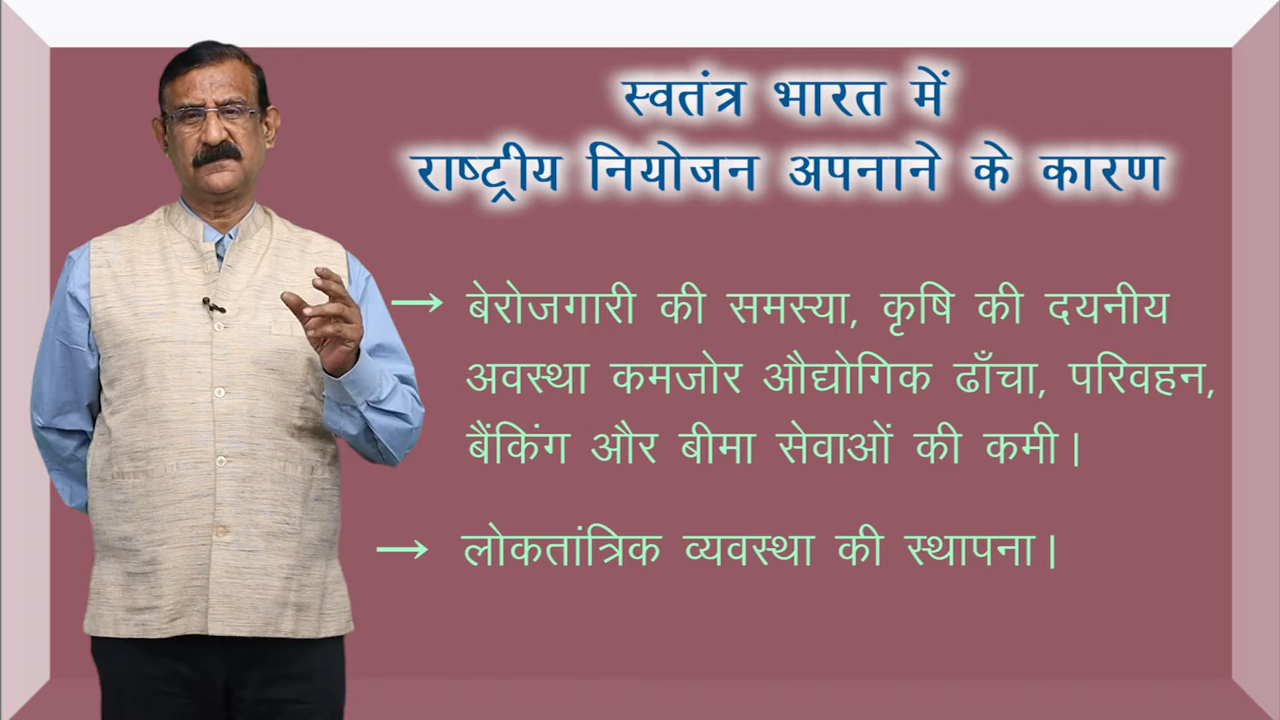 स्वतंत्र भारत में
राष्ट्रीय नियोजन अपनाने के कारण
→ बेरोजगारी की समस्या, कृषि की दयनीय
अवस्था कमजोर औद्योगिक ढाँचा, परिवहन,
बैंकिंग और बीमा सेवाओं की कमी।
→ लोकतांत्रिक व्यवस्था की स्थापना।